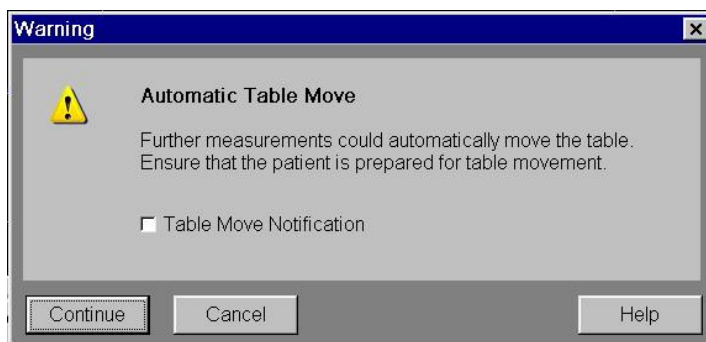 Warning
Automatic Table Move
Further measurements could automatically move the table.
Ensure that the patient is prepared for table movement.
Table Move Notification
Continue
Cancel
Help